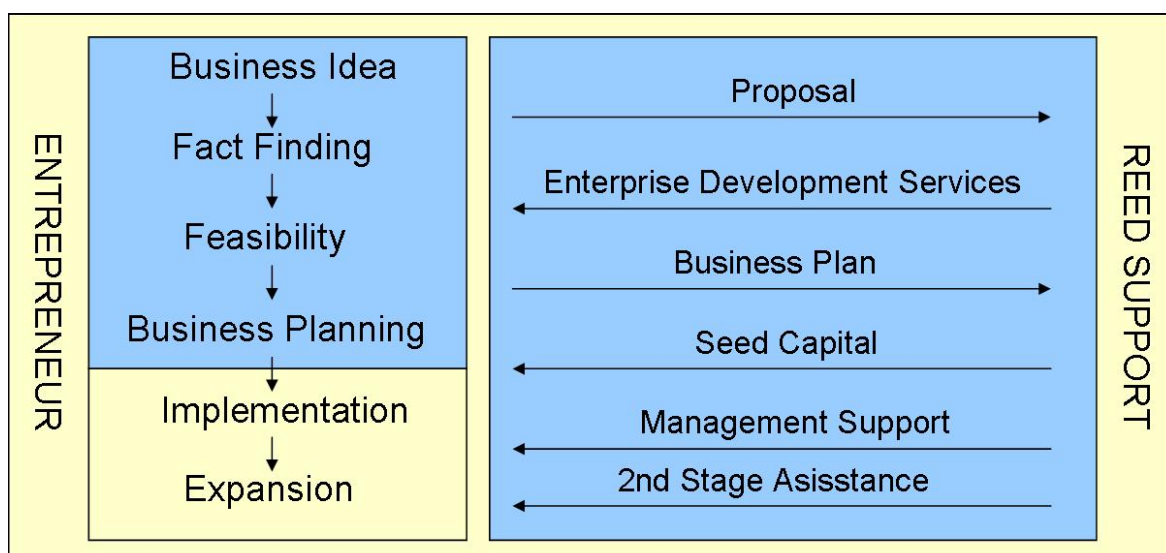 ENTREPRENEUR
Business Idea
Fact Finding
Feasibility
Business Planning
Implementation
Expansion
Proposal
Enterprise Development Services
Business Plan
Seed Capital
Management Support
2nd Stage Asisstance
REED SUPPORT